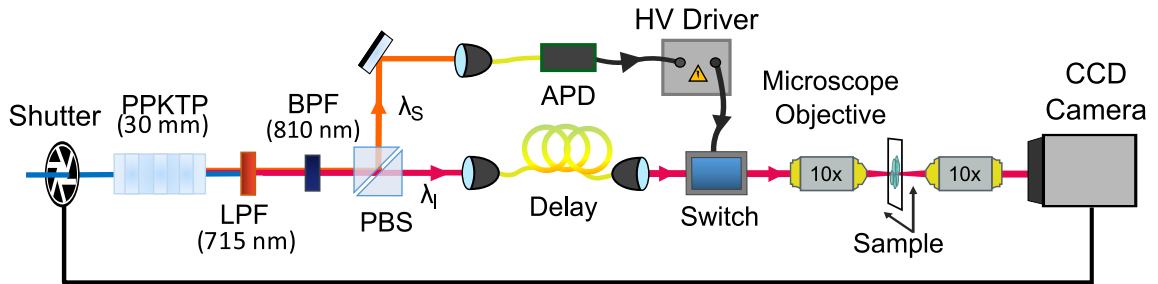 HV Driver
Shutter
PPKTP
(30 mm)
BPF
(810 nm)
λS
APD
Microscope
Objective
CCD
Camera
LPF
(715 nm)
PBS
λI
Delay
Switch
10x
10x
Sample